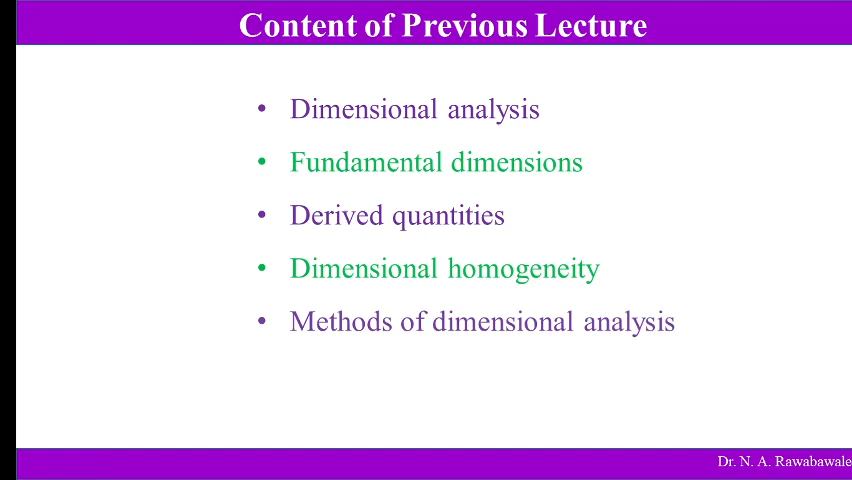 Content of Previous Lecture
• Dimensional analysis
• Fundamental dimensions
• Derived quantities
• Dimensional homogeneity
• Methods of dimensional analysis
Dr. N. A. Rawabawale